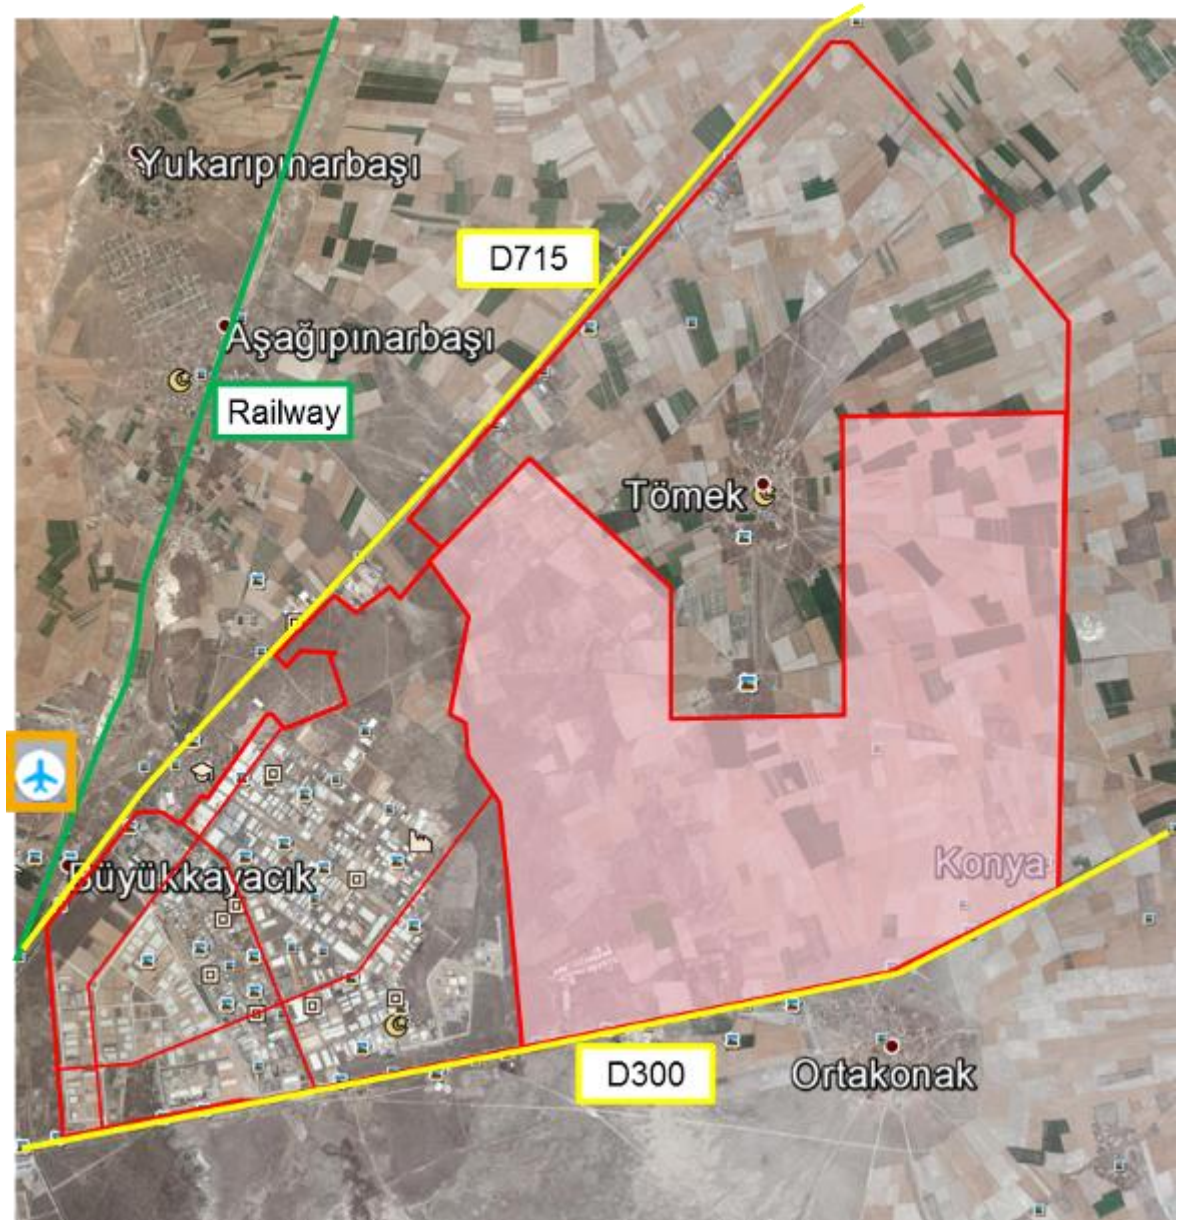 Yukarıpınarbaşı
D715
Aşağıpınarbaşı
Railway
Tömek
Büyükkayacık
Konya
D300
Ortakonak